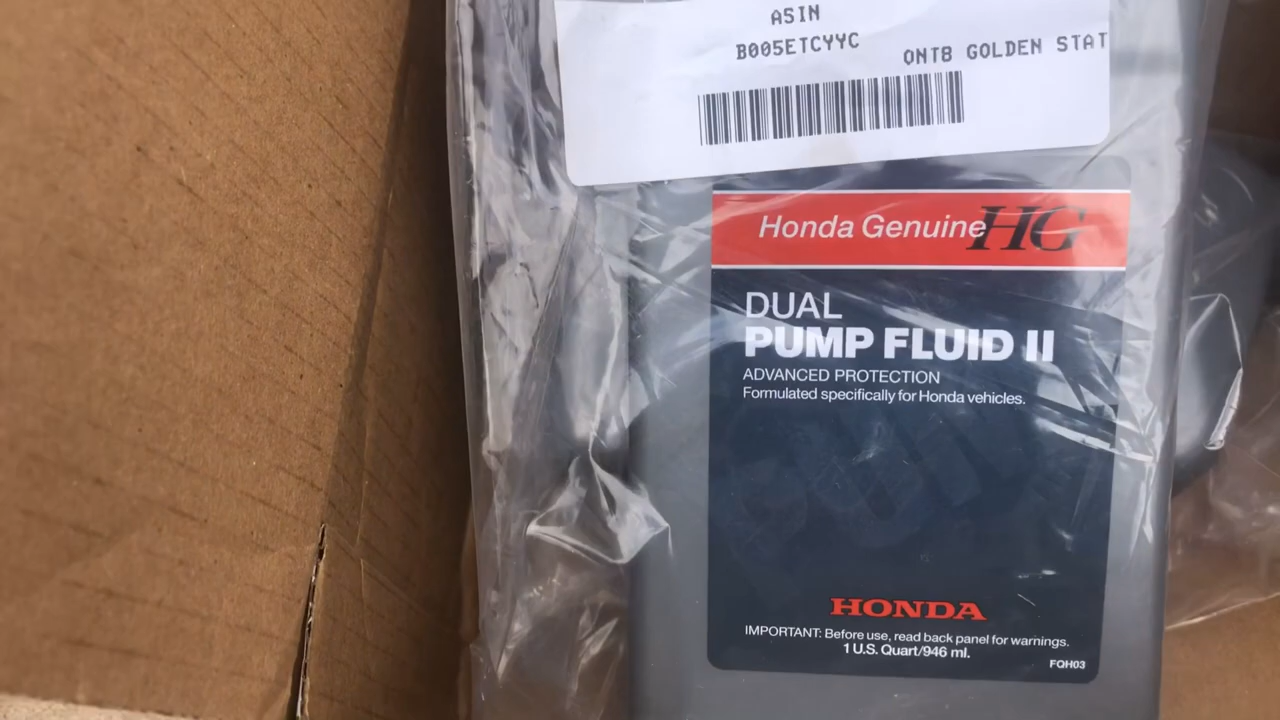 ASIN
B005ETCYYC
QNT8 GOLDEN STAT
Honda Genuine HG
DUAL
PUMP FLUID II
ADVANCED PROTECTION
Formulated specifically for Honda vehicles.
HONDA
IMPORTANT: Before use, read back panel for warnings.
1 U.S. Quart/946 ml.
FQH03